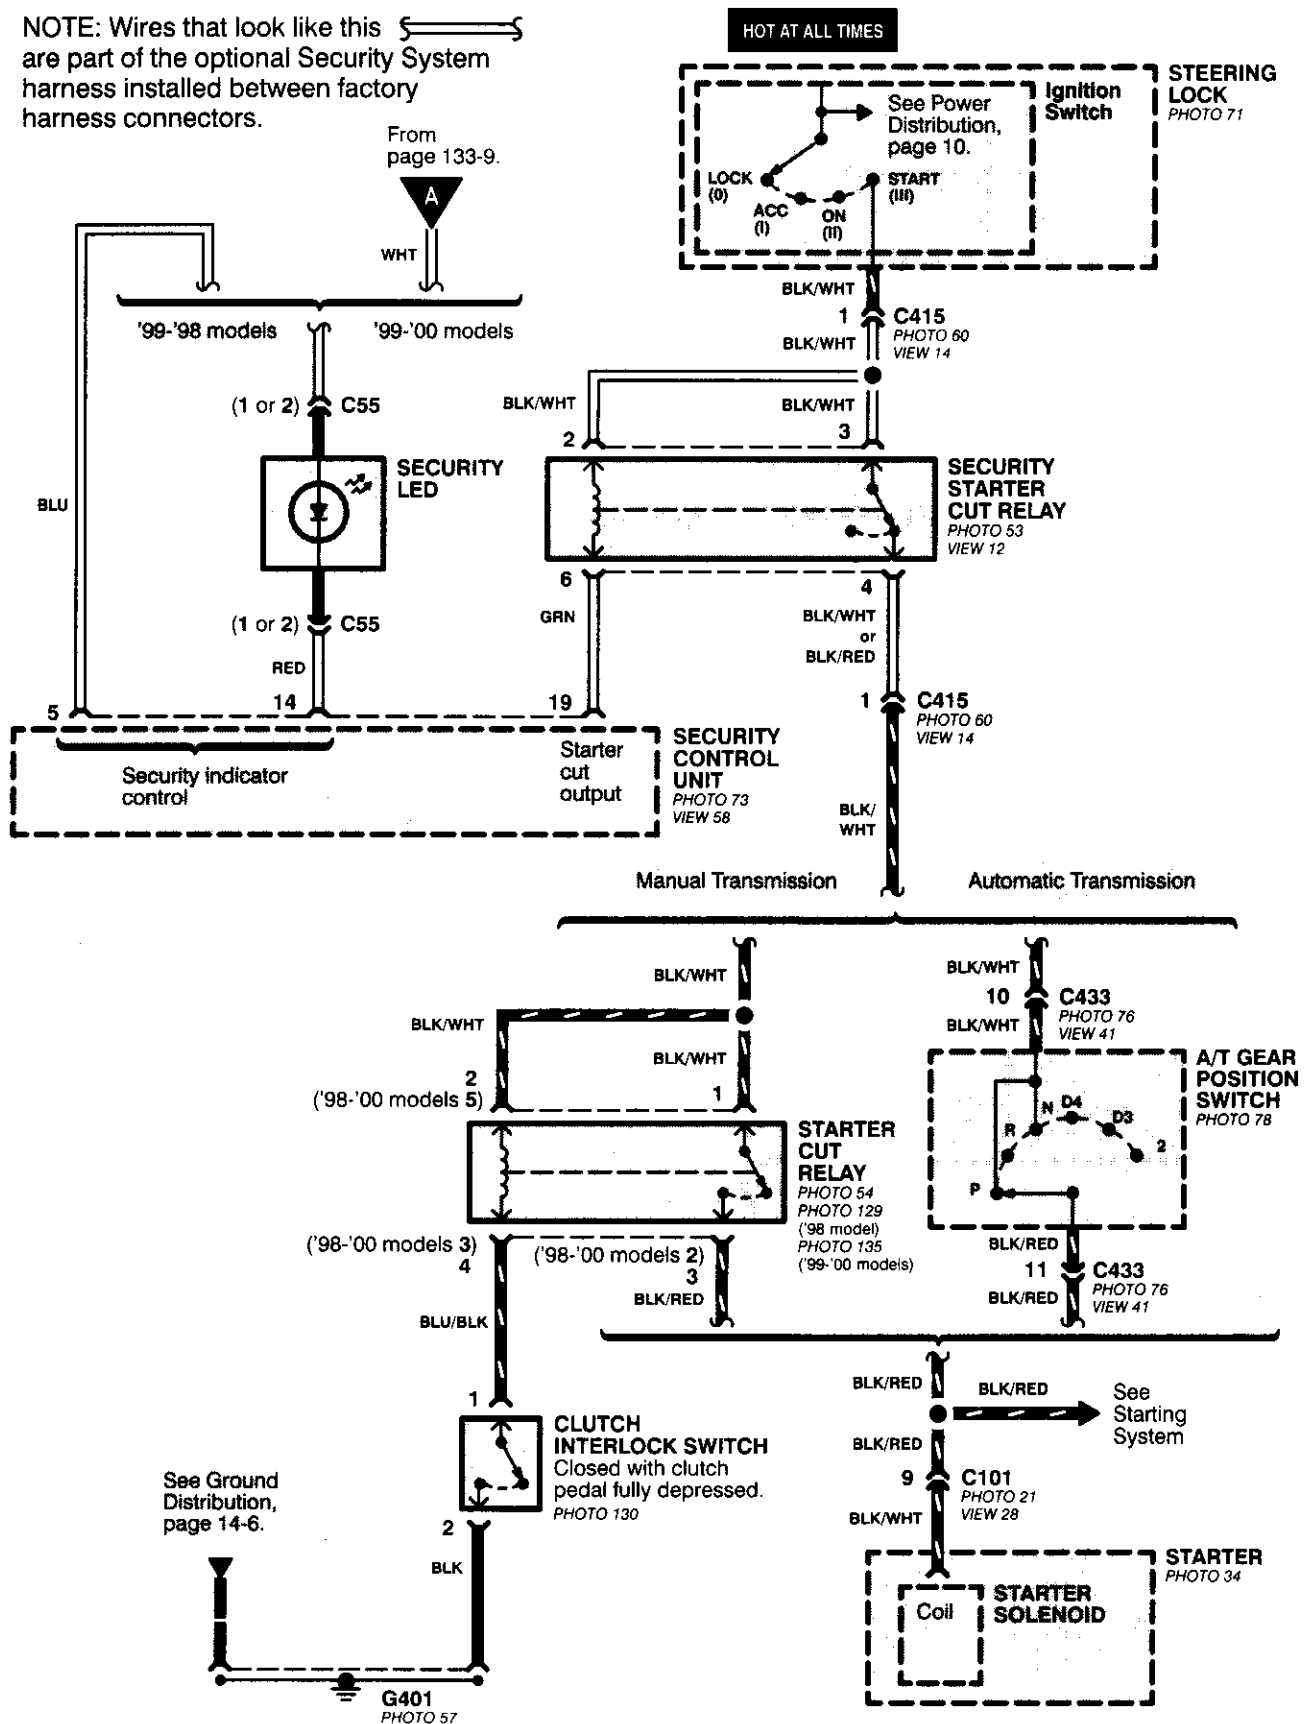 NOTE: Wires that look like this
are part of the optional Security System
harness installed between factory
harness connectors.
HOT AT ALL TIMES
STEERING
LOCK
PHOTO 71
Ignition
Switch
See Power
Distribution,
page 10.
LOCK
(0)
ACC
(I)
ON
(II)
START
(III)
From
page 133-9.
A
WHT
'99-'98 models
'99-'00 models
BLK/WHT
1
C415
PHOTO 60
VIEW 14
BLK/WHT
(1 or 2)
C55
BLK/WHT
BLK/WHT
2
3
SECURITY
LED
SECURITY
STARTER
CUT RELAY
PHOTO 53
VIEW 12
BLU
6
4
(1 or 2)
C55
GRN
BLK/WHT
or
BLK/RED
RED
5
14
19
1
C415
PHOTO 60
VIEW 14
Security indicator
control
Starter
cut
output
SECURITY
CONTROL
UNIT
PHOTO 73
VIEW 58
BLK/
WHT
Manual Transmission
Automatic Transmission
BLK/WHT
BLK/WHT
10
C433
PHOTO 76
VIEW 41
BLK/WHT
BLK/WHT
BLK/WHT
2
('98-'00 models 5)
1
A/T GEAR
POSITION
SWITCH
PHOTO 78
P
R
N
D4
D3
2
STARTER
CUT
RELAY
PHOTO 54
PHOTO 129
('98 model)
PHOTO 135
('99-'00 models)
('98-'00 models 3)
4
('98-'00 models 2)
3
BLK/RED
BLK/RED
11
C433
PHOTO 76
VIEW 41
BLK/RED
BLU/BLK
BLK/RED
BLK/RED
See
Starting
System
1
CLUTCH
INTERLOCK SWITCH
Closed with clutch
pedal fully depressed.
PHOTO 130
BLK/RED
9
C101
PHOTO 21
VIEW 28
BLK/WHT
See Ground
Distribution,
page 14-6.
2
BLK
STARTER
PHOTO 34
Coil
STARTER
SOLENOID
G401
PHOTO 57